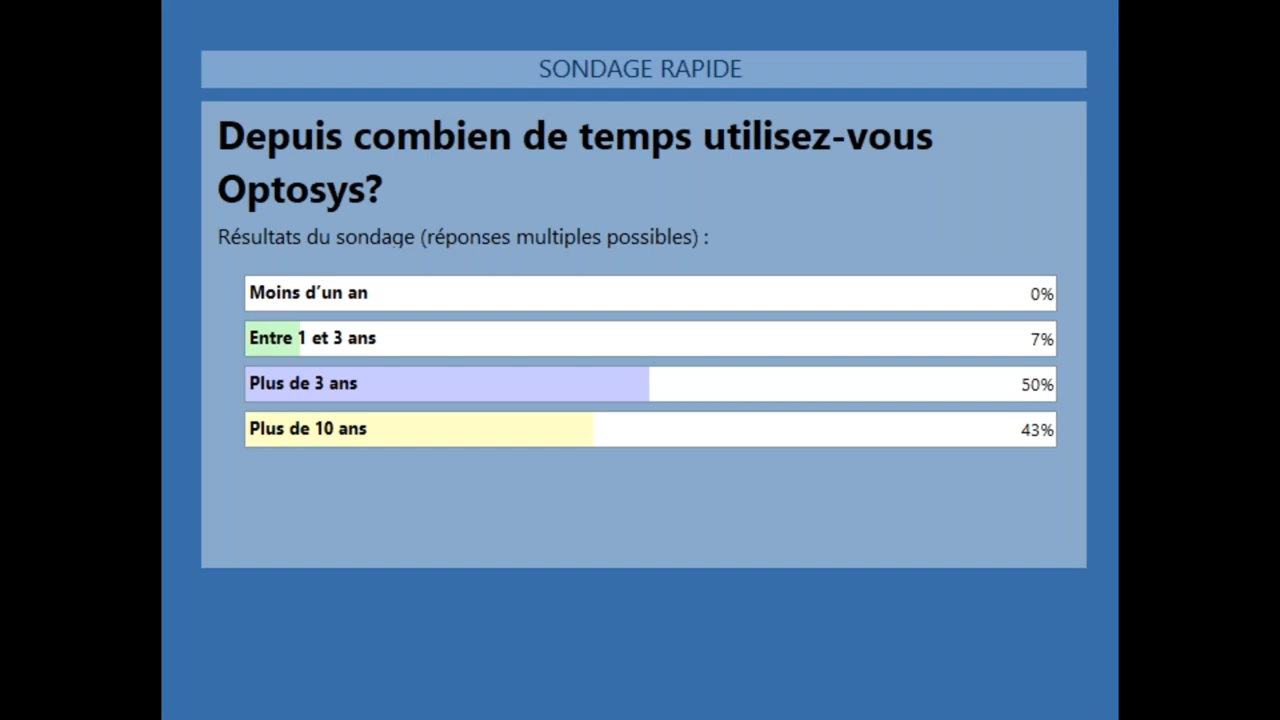 SONDAGE RAPIDE
Depuis combien de temps utilisez-vous
Optosys?
Résultats du sondage (réponses multiples possibles) :
Moins d’un an 0%
Entre 1 et 3 ans 7%
Plus de 3 ans 50%
Plus de 10 ans 43%